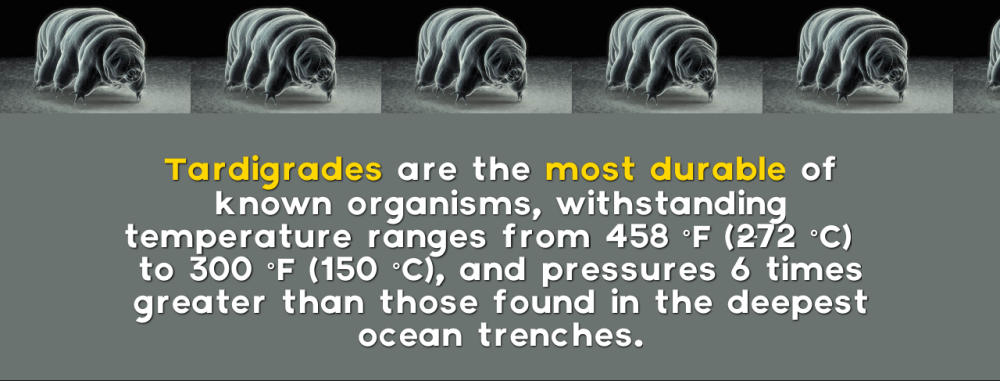 Tardigrades are the most durable of
known organisms, withstanding
temperature ranges from 458 °F (272 °C)
to 300 °F (150 °C), and pressures 6 times
greater than those found in the deepest
ocean trenches.